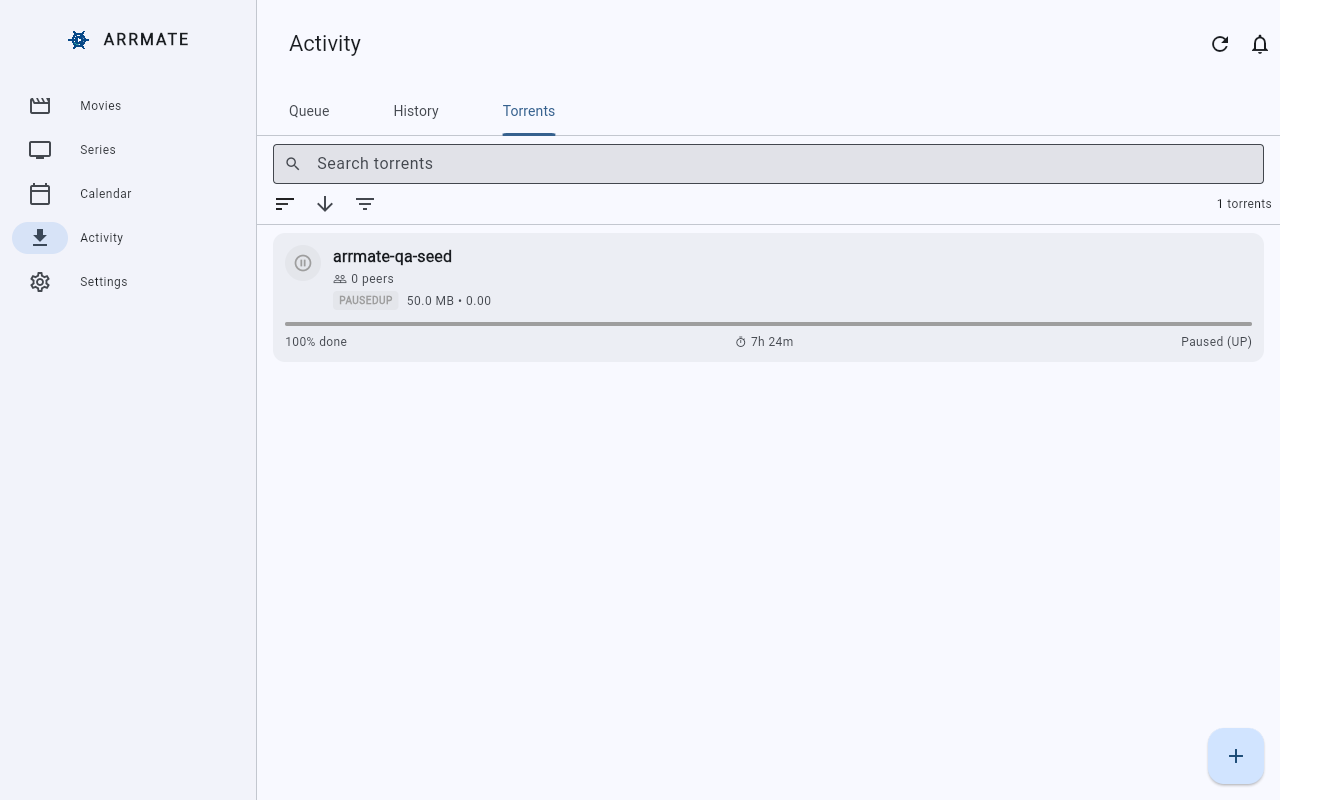 ARRMATE
Movies
Series
Calendar
Activity
Settings
Activity
Queue
History
Torrents
Search torrents
1 torrents
arrmate-qa-seed
0 peers
PAUSEDUP 50.0 MB • 0.00
100% done 7h 24m Paused (UP)